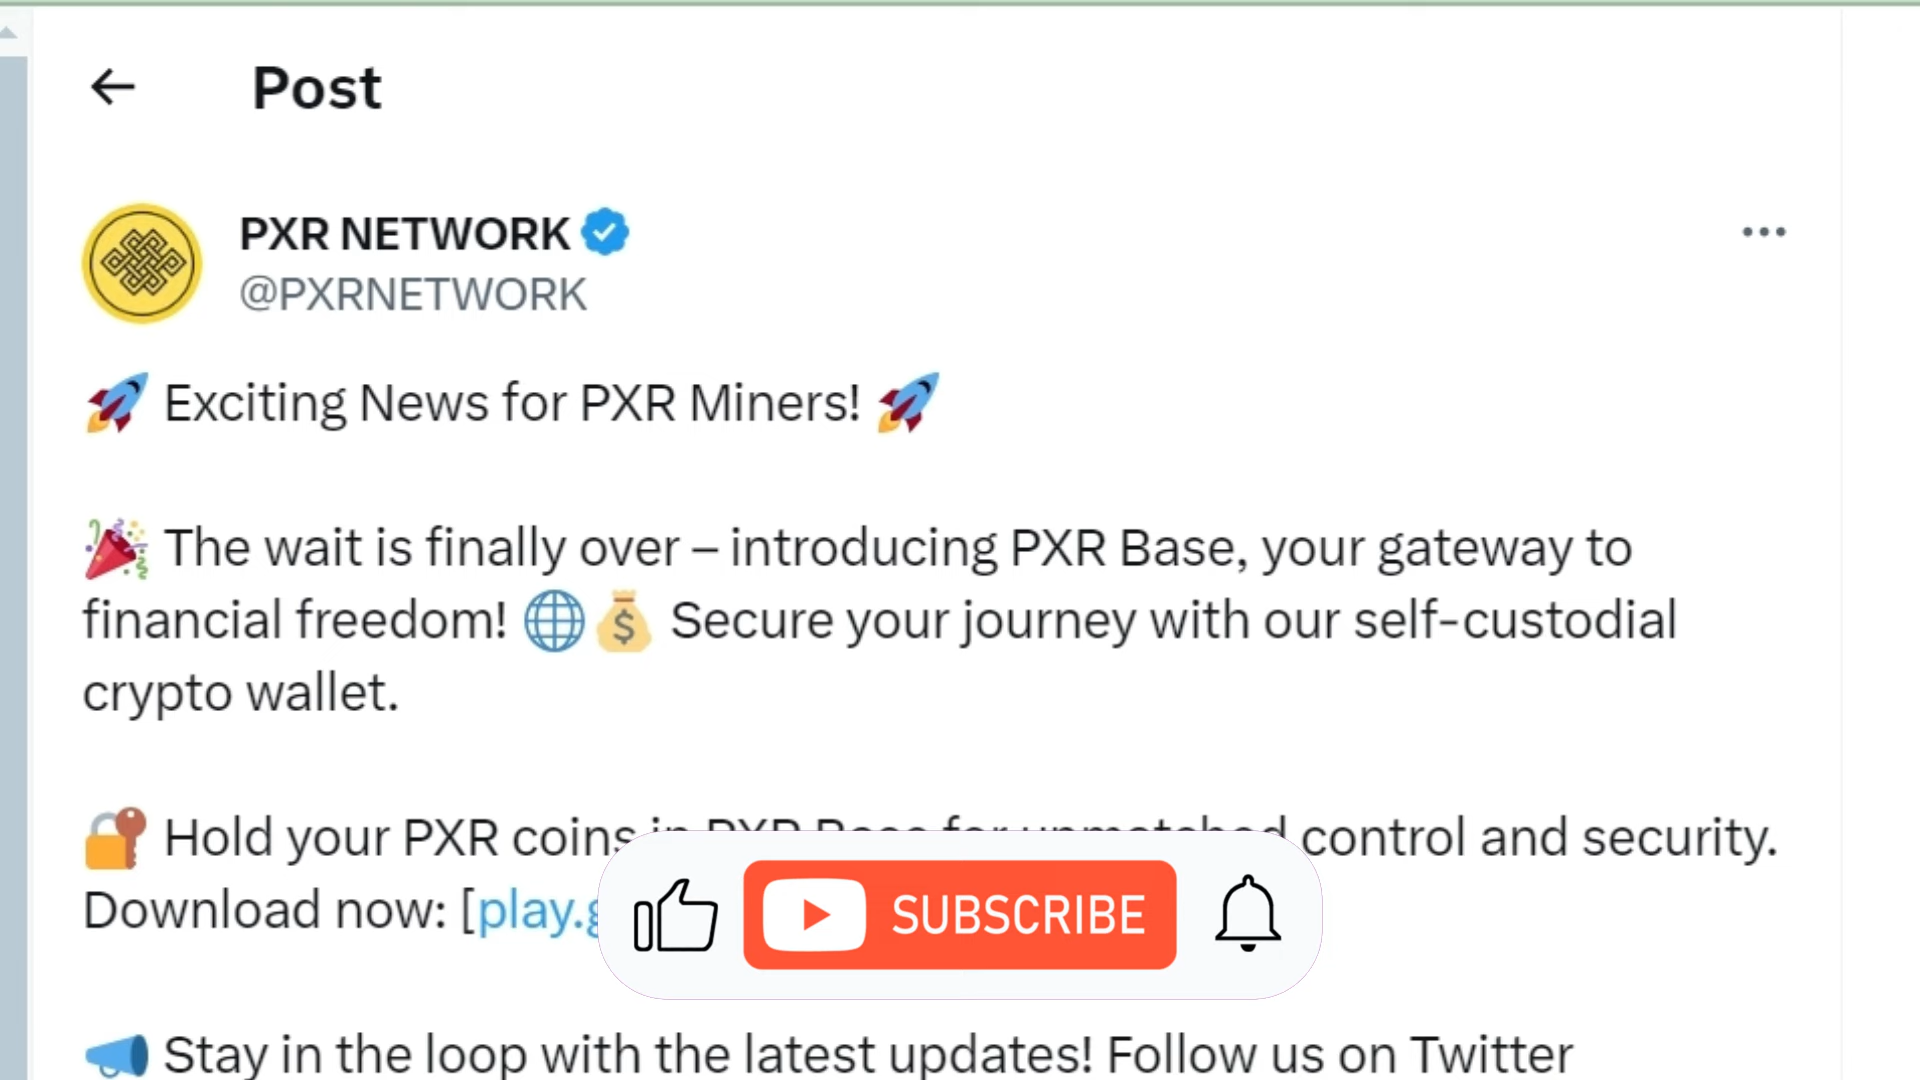 Post
PXR NETWORK
@PXRNETWORK
🚀 Exciting News for PXR Miners! 🚀
🎉 The wait is finally over – introducing PXR Base, your gateway to
financial freedom! 🌐💰 Secure your journey with our self-custodial
crypto wallet.
🔐 Hold your PXR coins in PXR Base for unmatched control and security.
Download now: [play.g
SUBSCRIBE
📢 Stay in the loop with the latest updates! Follow us on Twitter